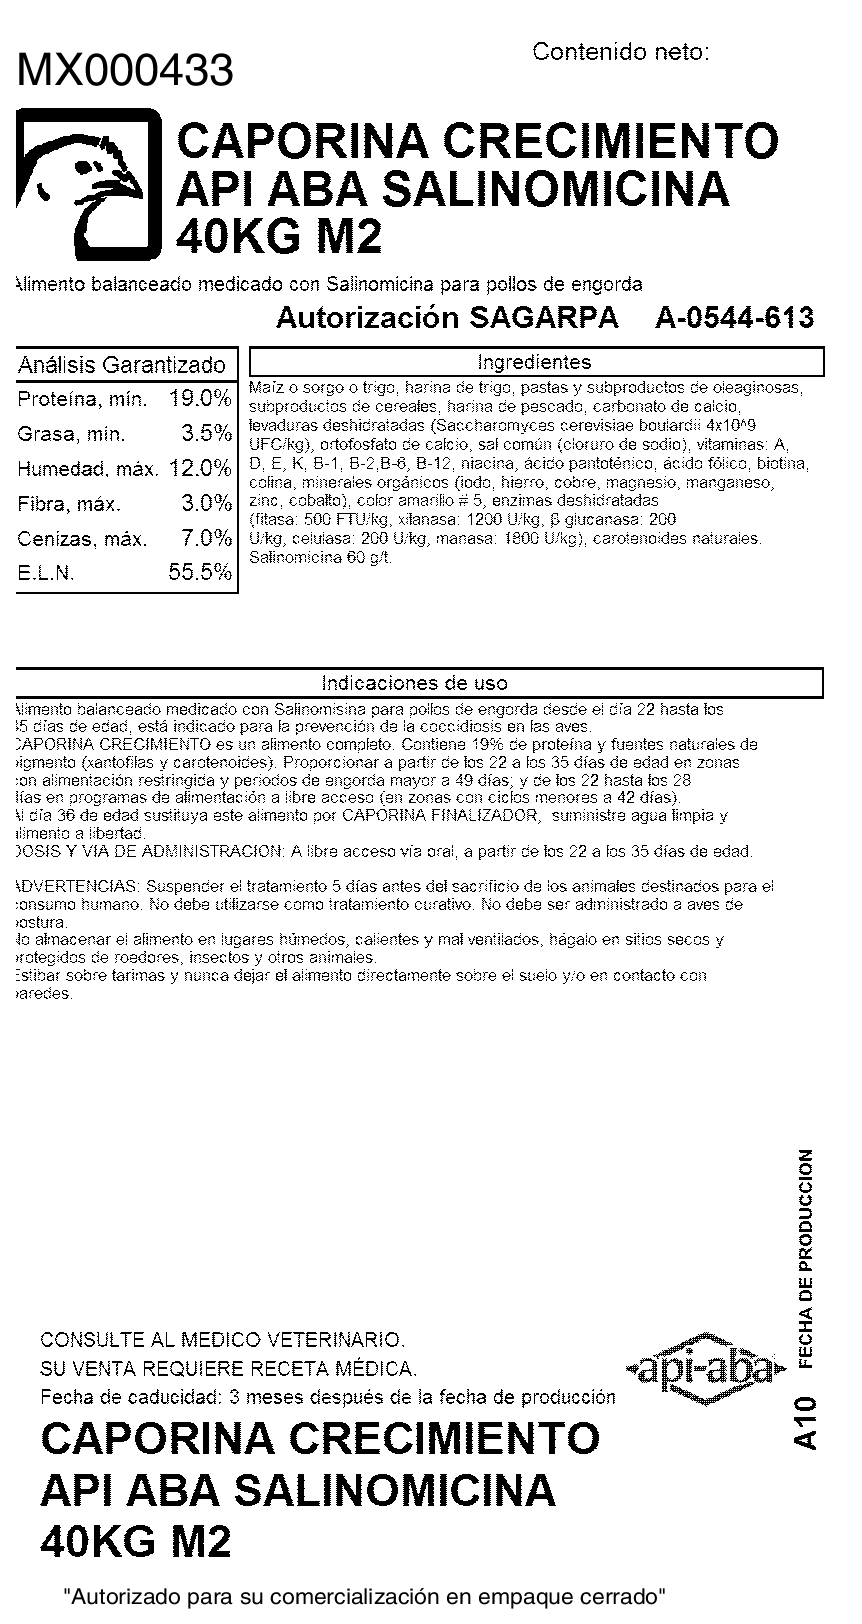 Contenido neto:
MX000433
CAPORINA CRECIMIENTO
API ABA SALINOMICINA
40KG M2
Alimento balanceado medicado con Salinomicina para pollos de engorda
Autorización SAGARPA A-0544-613
Análisis Garantizado
Proteína, mín. 19.0%
Grasa, mín. 3.5%
Humedad, máx. 12.0%
Fibra, máx. 3.0%
Cenizas, máx. 7.0%
E.L.N. 55.5%
Ingredientes
Maíz o sorgo o trigo, harina de trigo, pastas y subproductos de oleaginosas,
subproductos de cereales, harina de pescado, carbonato de calcio,
levaduras deshidratadas (Saccharomyces cerevisiae boulardii 4x10^9
UFC/kg), ortofosfato de calcio, sal común (cloruro de sodio), vitaminas: A,
D, E, K, B-1, B-2,B-6, B-12, niacina, ácido pantoténico, ácido fólico, biotina,
colina, minerales orgánicos (iodo, hierro, cobre, magnesio, manganeso,
zinc, cobalto), color amarillo # 5, enzimas deshidratadas
(fitasa: 500 FTU/kg, xilanasa: 1200 U/kg, β glucanasa: 200
U/kg, celulasa: 200 U/kg, manasa: 1800 U/kg), carotenoides naturales.
Salinomicina 60 g/t.
Indicaciones de uso
Alimento balanceado medicado con Salinomisina para pollos de engorda desde el día 22 hasta los
35 días de edad, está indicado para la prevención de la coccidiosis en las aves.
CAPORINA CRECIMIENTO es un alimento completo. Contiene 19% de proteína y fuentes naturales de
pigmento (xantofilas y carotenoides). Proporcionar a partir de los 22 a los 35 días de edad en zonas
con alimentación restringida y periodos de engorda mayor a 49 días; y de los 22 hasta los 28
días en programas de alimentación a libre acceso (en zonas con ciclos menores a 42 días).
Al día 36 de edad sustituya este alimento por CAPORINA FINALIZADOR, suministre agua limpia y
alimento a libertad.
DOSIS Y VIA DE ADMINISTRACION: A libre acceso vía oral, a partir de los 22 a los 35 días de edad.
ADVERTENCIAS: Suspender el tratamiento 5 días antes del sacrificio de los animales destinados para el
consumo humano. No debe utilizarse como tratamiento curativo. No debe ser administrado a aves de
postura.
No almacenar el alimento en lugares húmedos, calientes y mal ventilados, hágalo en sitios secos y
protegidos de roedores, insectos y otros animales.
Estibar sobre tarimas y nunca dejar el alimento directamente sobre el suelo y/o en contacto con
paredes.
A10 FECHA DE PRODUCCION
CONSULTE AL MEDICO VETERINARIO.
SU VENTA REQUIERE RECETA MÉDICA.
Fecha de caducidad: 3 meses después de la fecha de producción
api-aba
CAPORINA CRECIMIENTO
API ABA SALINOMICINA
40KG M2
"Autorizado para su comercialización en empaque cerrado"